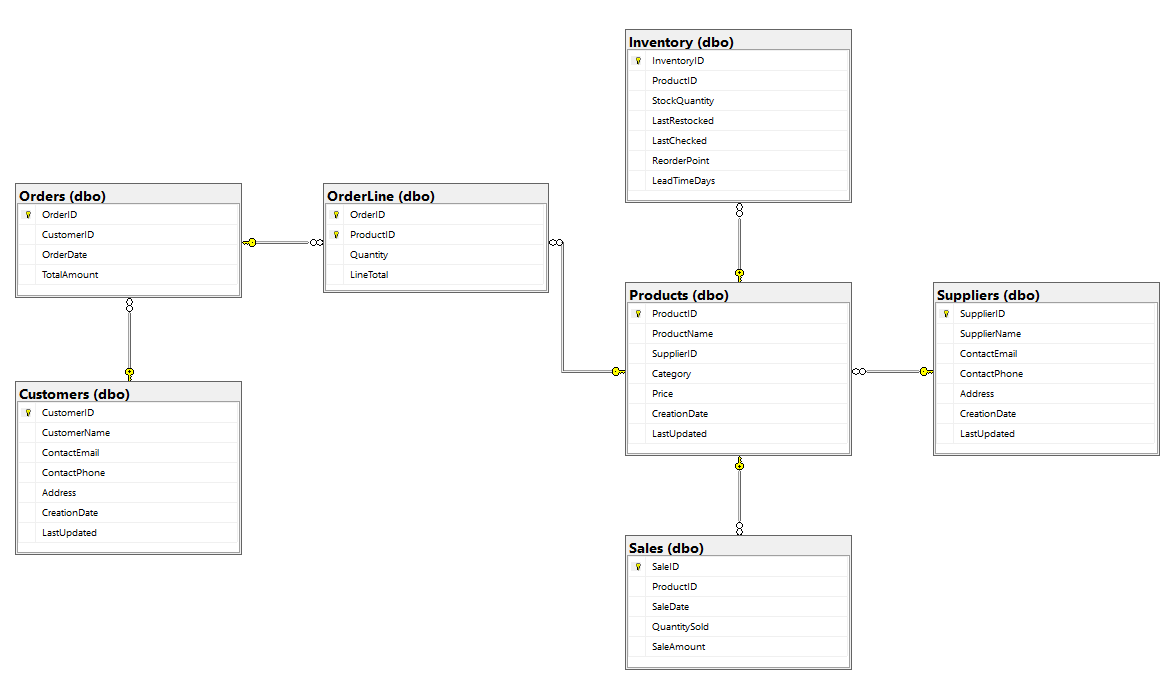 Inventory (dbo)
InventoryID
ProductID
StockQuantity
LastRestocked
LastChecked
ReorderPoint
LeadTimeDays
Orders (dbo)
OrderID
CustomerID
OrderDate
TotalAmount
OrderLine (dbo)
OrderID
ProductID
Quantity
LineTotal
Products (dbo)
ProductID
ProductName
SupplierID
Category
Price
CreationDate
LastUpdated
Suppliers (dbo)
SupplierID
SupplierName
ContactEmail
ContactPhone
Address
CreationDate
LastUpdated
Customers (dbo)
CustomerID
CustomerName
ContactEmail
ContactPhone
Address
CreationDate
LastUpdated
Sales (dbo)
SaleID
ProductID
SaleDate
QuantitySold
SaleAmount